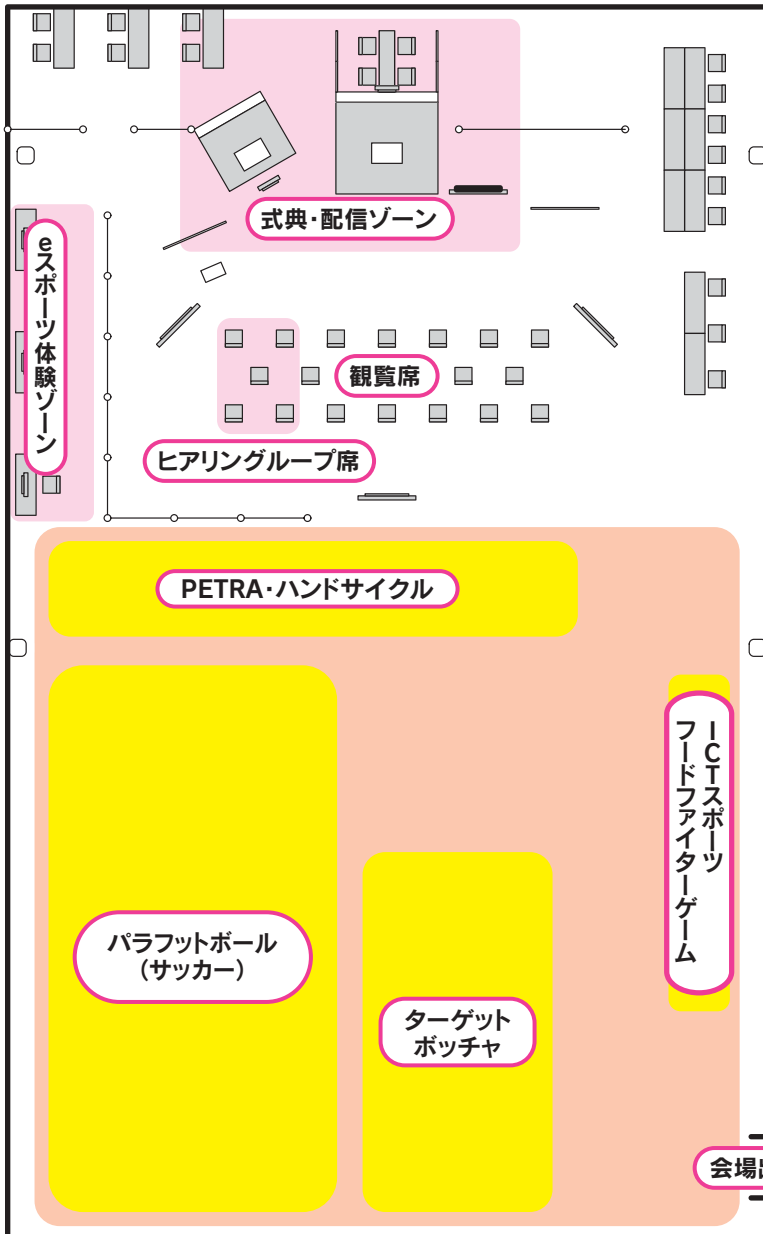 式典・配信ゾーン
eスポーツ体験ゾーン
観覧席
ヒアリングループ席
PETRA・ハンドサイクル
ICTスポーツ
フードファイターゲーム
パラフットボール
(サッカー)
ターゲット
ボッチャ
会場